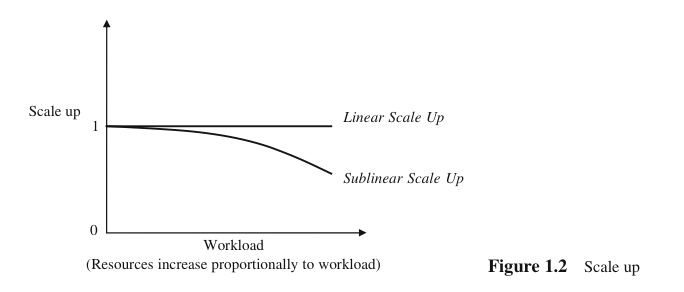 Linear Scale Up
Scale up
1
Sublinear Scale Up
0
Workload
(Resources increase proportionally to workload)
Figure 1.2 Scale up